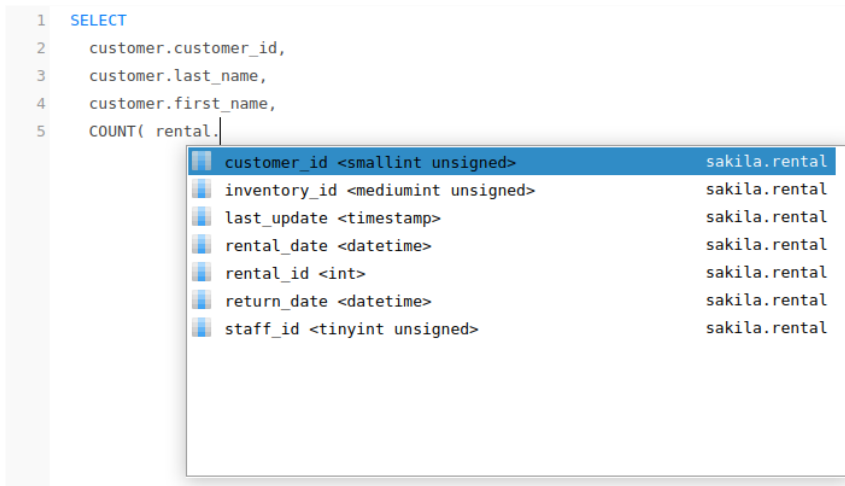 1 SELECT
2 customer.customer_id,
3 customer.last_name,
4 customer.first_name,
5 COUNT( rental.
customer_id <smallint unsigned> sakila.rental
inventory_id <mediumint unsigned> sakila.rental
last_update <timestamp> sakila.rental
rental_date <datetime> sakila.rental
rental_id <int> sakila.rental
return_date <datetime> sakila.rental
staff_id <tinyint unsigned> sakila.rental